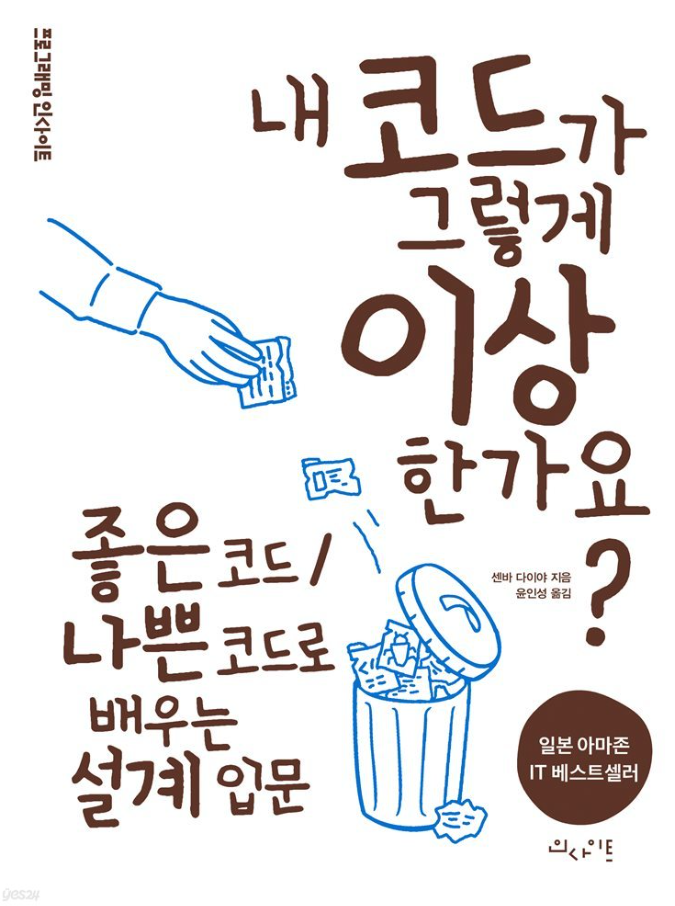 프로그래밍인사이트
내 코드가
그렇게
이상
한가요
?
좋은 코드/
나쁜 코드로
배우는
설계 입문
센바 다이야 지음
윤인성 옮김
일본 아마존
IT 베스트셀러
인사이트
yes24